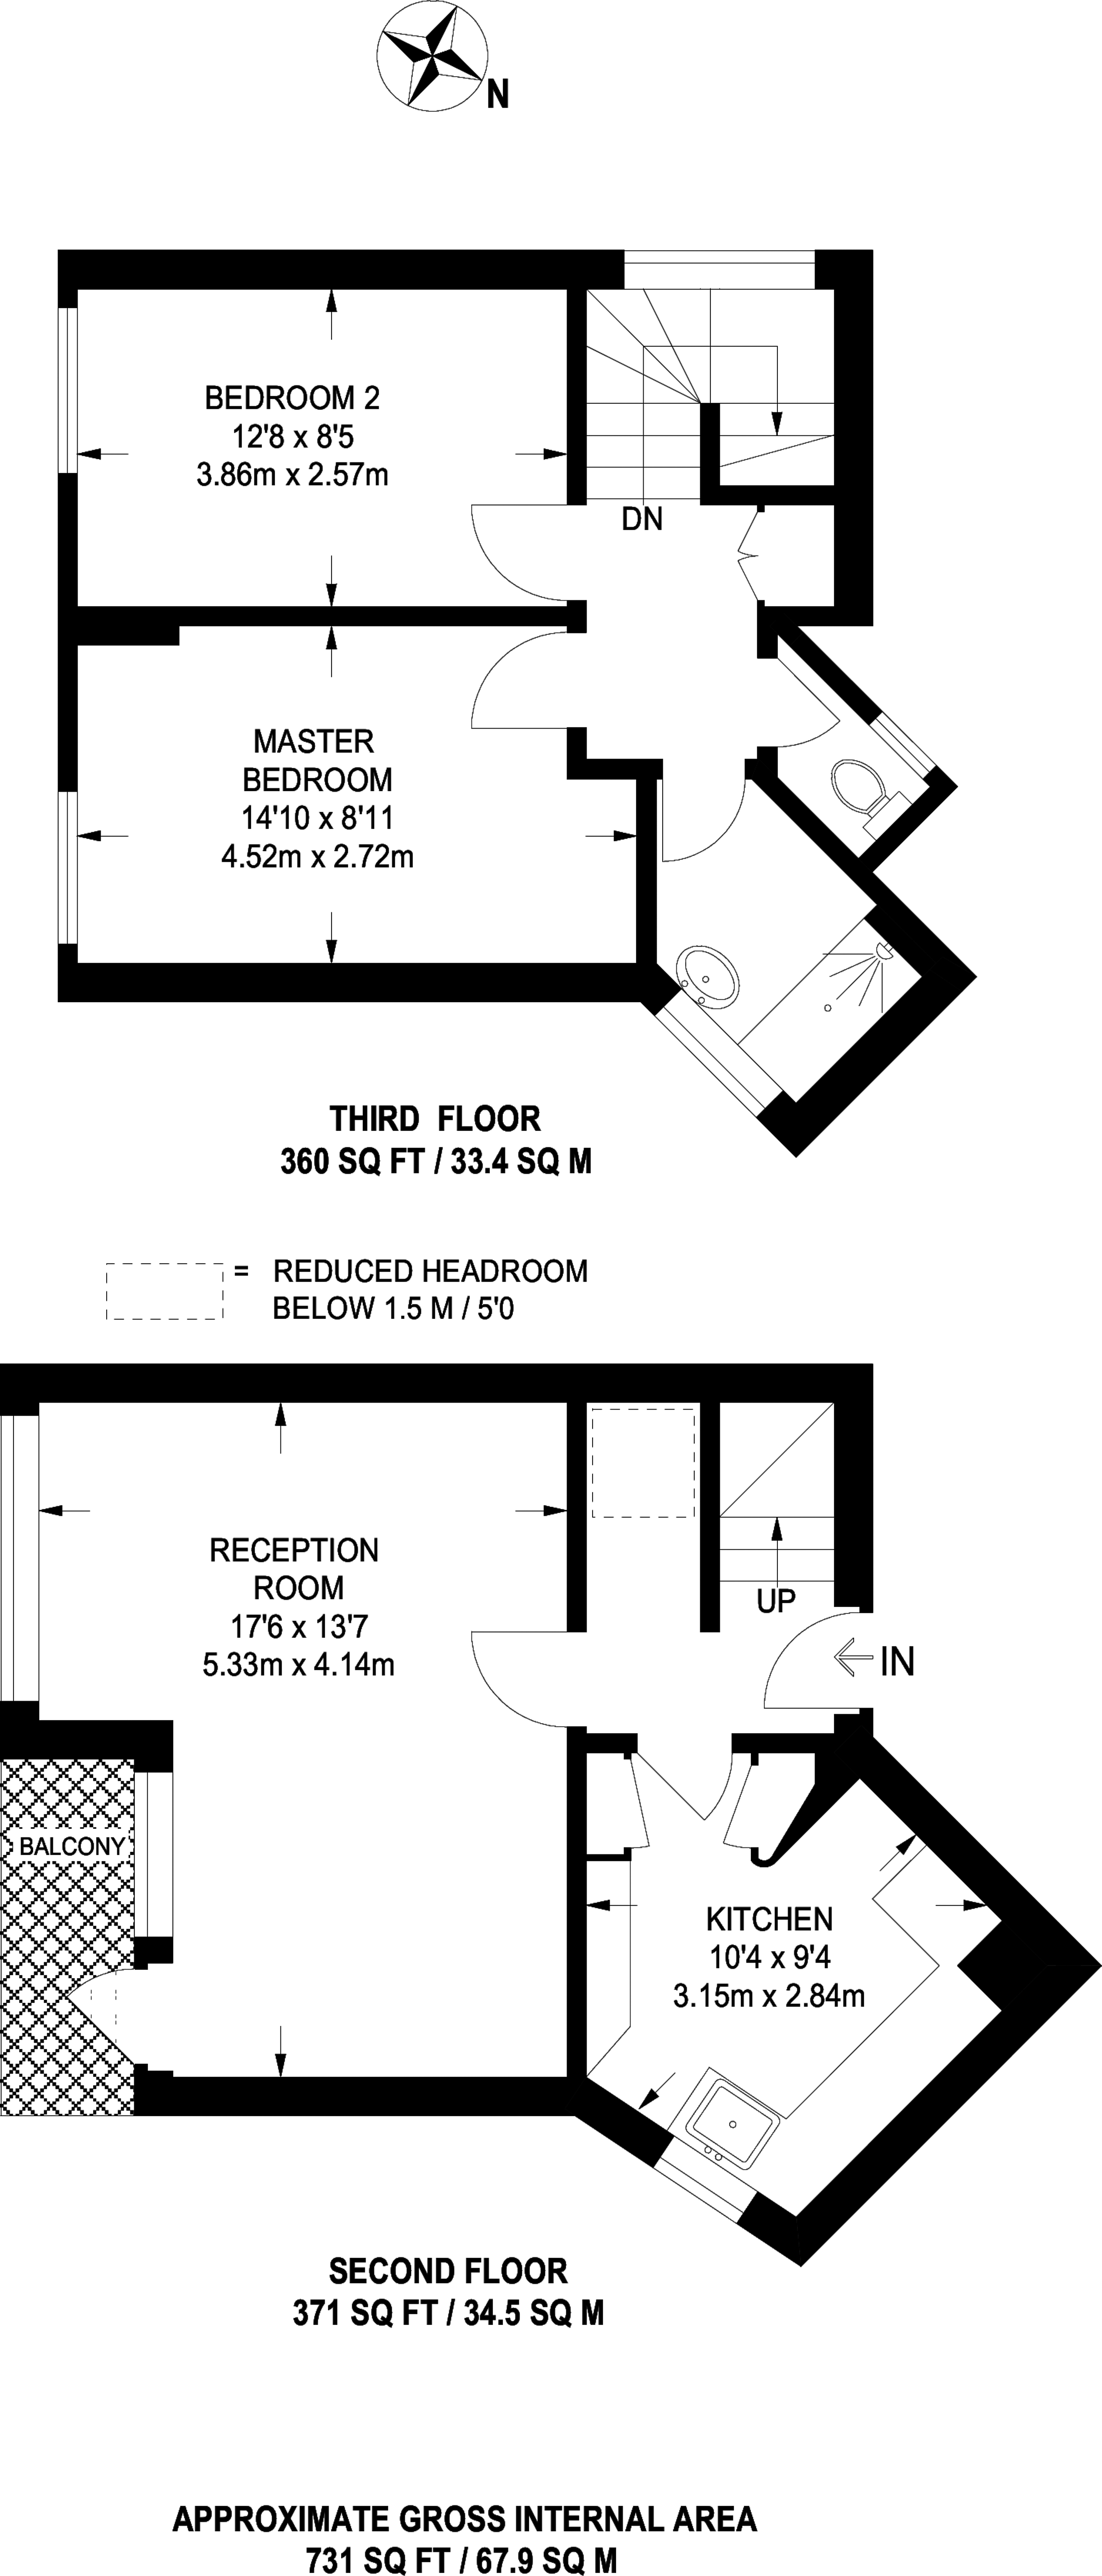 N
BEDROOM 2
12'8 x 8'5
3.86m x 2.57m
DN
MASTER
BEDROOM
14'10 x 8'11
4.52m x 2.72m
THIRD FLOOR
360 SQ FT / 33.4 SQ M
= REDUCED HEADROOM
BELOW 1.5 M / 5'0
RECEPTION
ROOM
17'6 x 13'7
5.33m x 4.14m
UP
IN
BALCONY
KITCHEN
10'4 x 9'4
3.15m x 2.84m
SECOND FLOOR
371 SQ FT / 34.5 SQ M
APPROXIMATE GROSS INTERNAL AREA
731 SQ FT / 67.9 SQ M